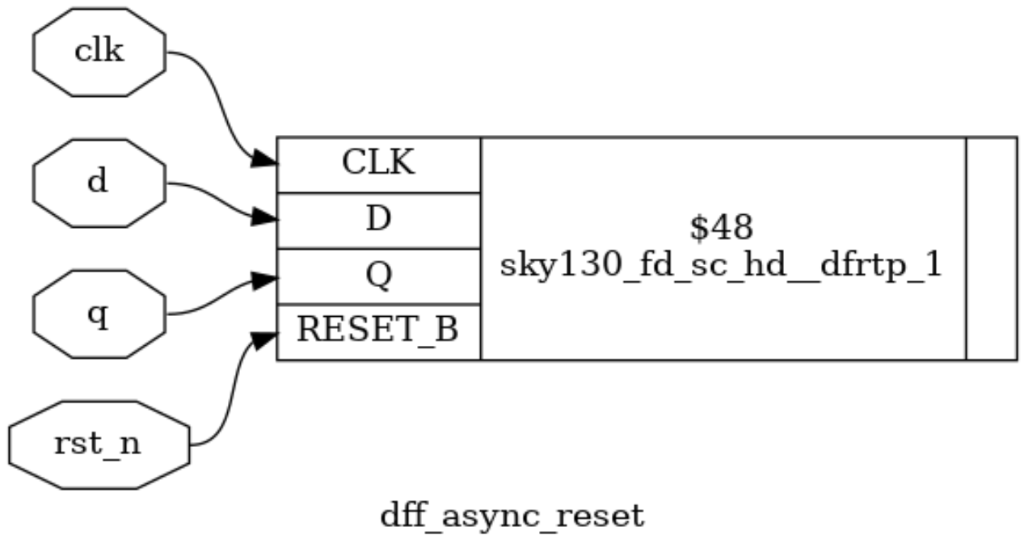 clk
d
q
rst_n
CLK
D
Q
RESET_B
$48
sky130_fd_sc_hd__dfrtp_1
dff_async_reset